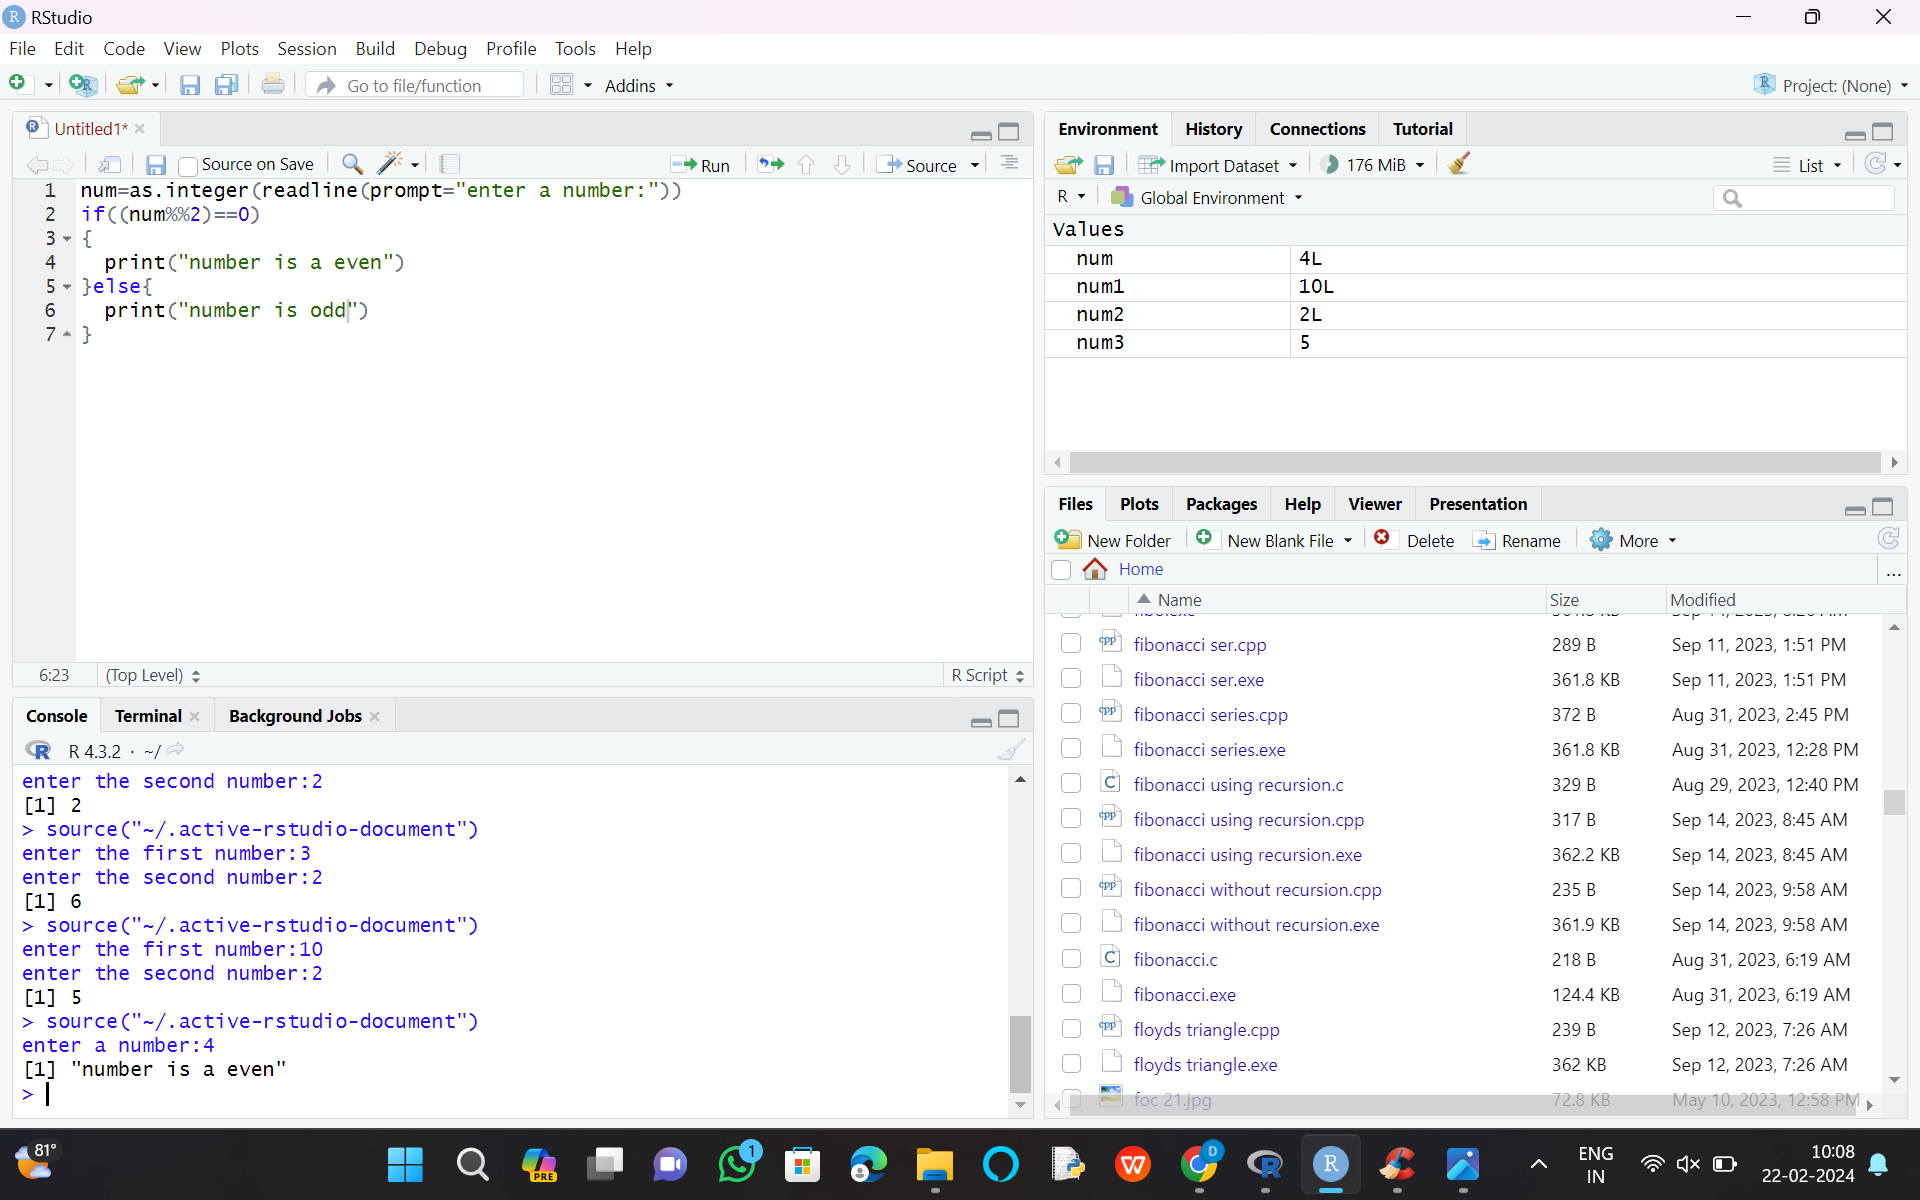 RStudio
File Edit Code View Plots Session Build Debug Profile Tools Help
Go to file/function Addins Project: (None)
Untitled1*
Source on Save Run Source
1 num=as.integer(readline(prompt="enter a number:"))
2 if((num%%2)==0)
3 {
4 print("number is a even")
5 }else{
6 print("number is odd")
7 }
6:23 (Top Level) R Script
Console Terminal Background Jobs
R 4.3.2 · ~/
enter the second number:2
[1] 2
> source("~/.active-rstudio-document")
enter the first number:3
enter the second number:2
[1] 6
> source("~/.active-rstudio-document")
enter the first number:10
enter the second number:2
[1] 5
> source("~/.active-rstudio-document")
enter a number:4
[1] "number is a even"
>
Environment History Connections Tutorial
Import Dataset 176 MiB List
R Global Environment
Values
num 4L
num1 10L
num2 2L
num3 5
Files Plots Packages Help Viewer Presentation
New Folder New Blank File Delete Rename More
Home ...
Name Size Modified
fibonacci ser.cpp 289 B Sep 11, 2023, 1:51 PM
fibonacci ser.exe 361.8 KB Sep 11, 2023, 1:51 PM
fibonacci series.cpp 372 B Aug 31, 2023, 2:45 PM
fibonacci series.exe 361.8 KB Aug 31, 2023, 12:28 PM
fibonacci using recursion.c 329 B Aug 29, 2023, 12:40 PM
fibonacci using recursion.cpp 317 B Sep 14, 2023, 8:45 AM
fibonacci using recursion.exe 362.2 KB Sep 14, 2023, 8:45 AM
fibonacci without recursion.cpp 235 B Sep 14, 2023, 9:58 AM
fibonacci without recursion.exe 361.9 KB Sep 14, 2023, 9:58 AM
fibonacci.c 218 B Aug 31, 2023, 6:19 AM
fibonacci.exe 124.4 KB Aug 31, 2023, 6:19 AM
floyds triangle.cpp 239 B Sep 12, 2023, 7:26 AM
floyds triangle.exe 362 KB Sep 12, 2023, 7:26 AM
foc 21.jpg 72.8 KB May 10, 2023, 12:58 PM
81°
PRE
1
D
ENG
IN
10:08
22-02-2024